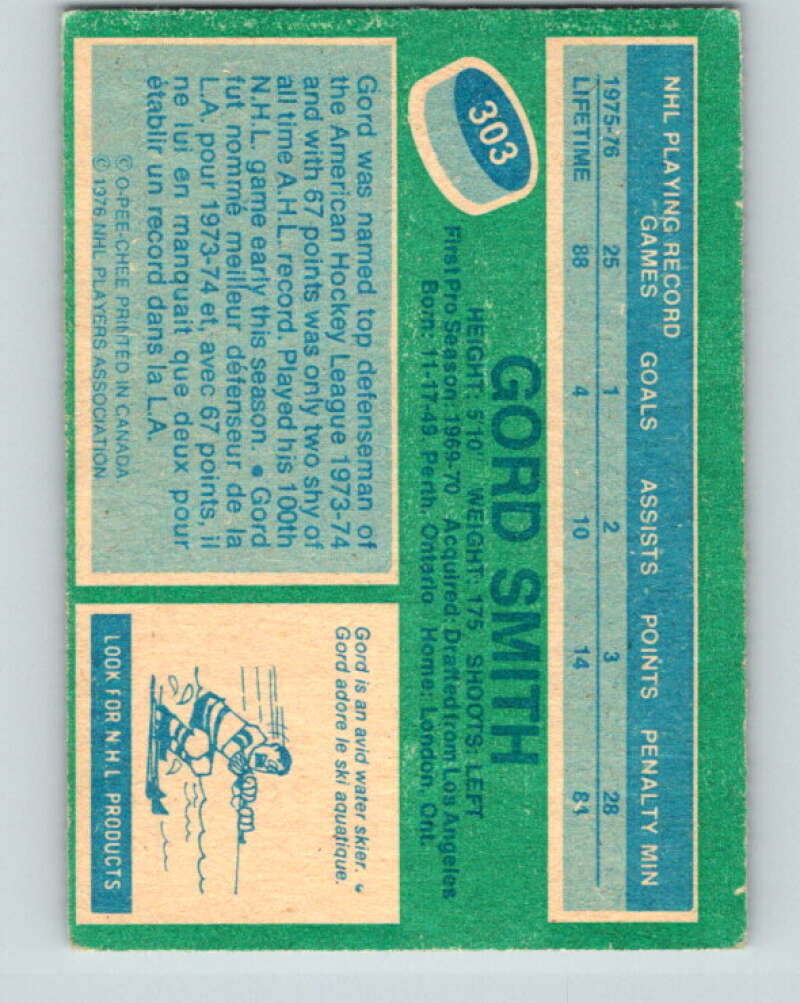 NHL PLAYING RECORD
GAMES GOALS ASSISTS POINTS PENALTY MIN
1975-76 25 1 2 3 28
LIFETIME 88 4 10 14
303
GORD SMITH
HEIGHT: 5'10" WEIGHT: 175 SHOOTS: LEFT
First Pro Season: 1969-70 Acquired: Drafted from Los Angeles
Born: 11-17-49 Perth, Ontario Home: London, Ont.
Gord was named top defenseman of
the American Hockey League 1973-74
and with 67 points was only two shy of
all time A.H.L. record. Played his 100th
N.H.L. game early this season. • Gord
fut nommé meilleur défenseur de la
L.A. pour 1973-74 et, avec 67 points, il
ne lui en manquait que deux pour
établir un record dans la L.A.
© O-PEE-CHEE PRINTED IN CANADA
© 1976 NHL PLAYERS ASSOCIATION
Gord is an avid water skier.
Gord adore le ski aquatique.
LOOK FOR N.H.L. PRODUCTS